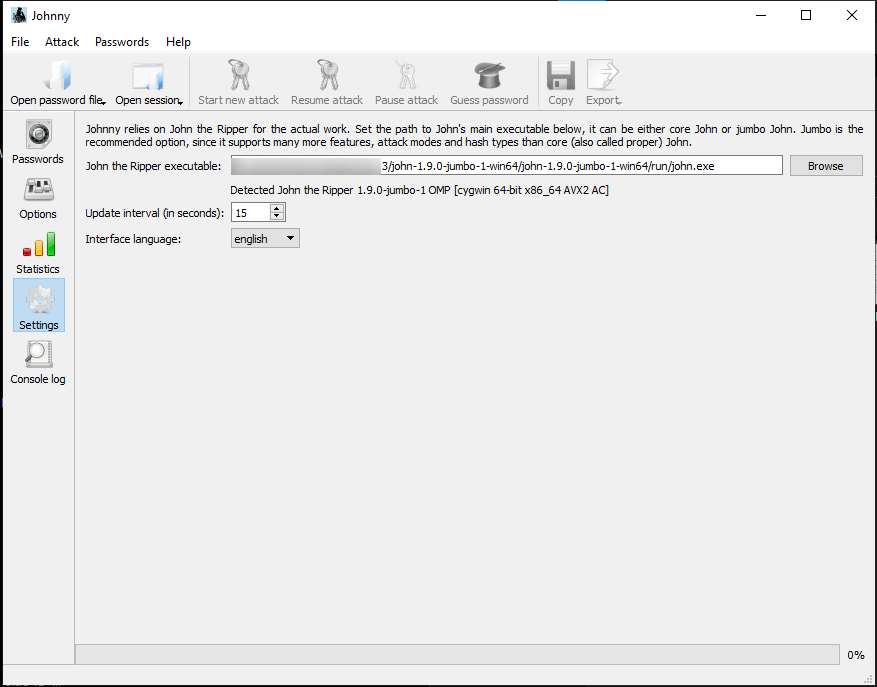 Johnny
File Attack Passwords Help
Open password file Open session Start new attack Resume attack Pause attack Guess password Copy Export
Passwords
Options
Statistics
Settings
Console log
Johnny relies on John the Ripper for the actual work. Set the path to John's main executable below, it can be either core John or jumbo John. Jumbo is the
recommended option, since it supports many more features, attack modes and hash types than core (also called proper) John.
John the Ripper executable: 3/john-1.9.0-jumbo-1-win64/john-1.9.0-jumbo-1-win64/run/john.exe Browse
Detected John the Ripper 1.9.0-jumbo-1 OMP [cygwin 64-bit x86_64 AVX2 AC]
Update interval (in seconds): 15
Interface language: english
0%